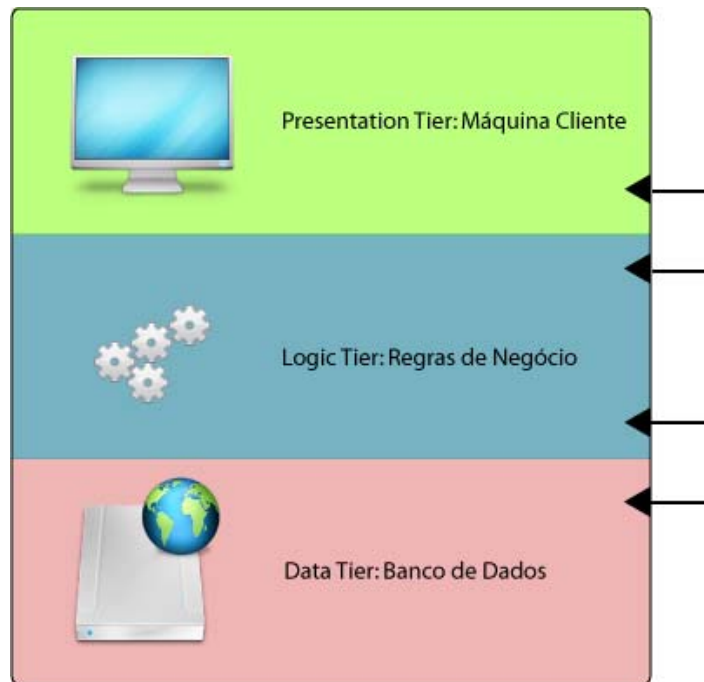 Presentation Tier: Máquina Cliente
Logic Tier: Regras de Negócio
Data Tier: Banco de Dados